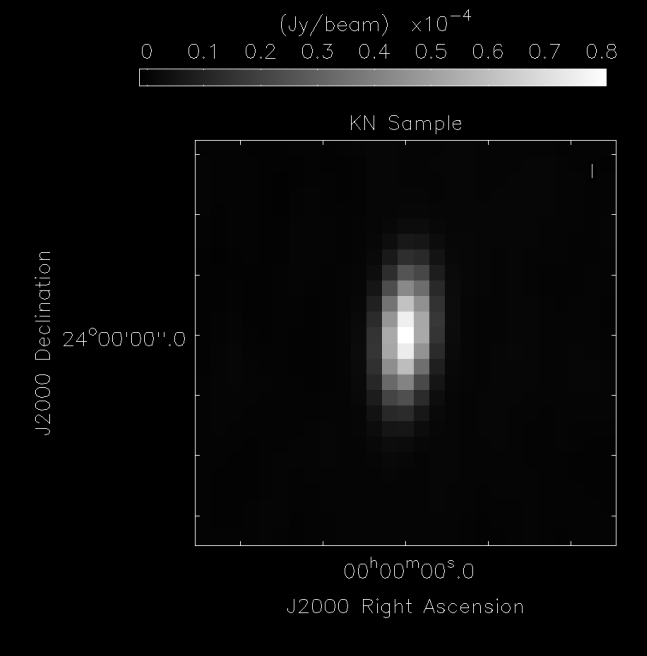 (Jy/beam) x10⁻⁴
0 0.1 0.2 0.3 0.4 0.5 0.6 0.7 0.8
KN Sample
I
J2000 Declination
24°00'00".0
00ʰ00ᵐ00ˢ.0
J2000 Right Ascension